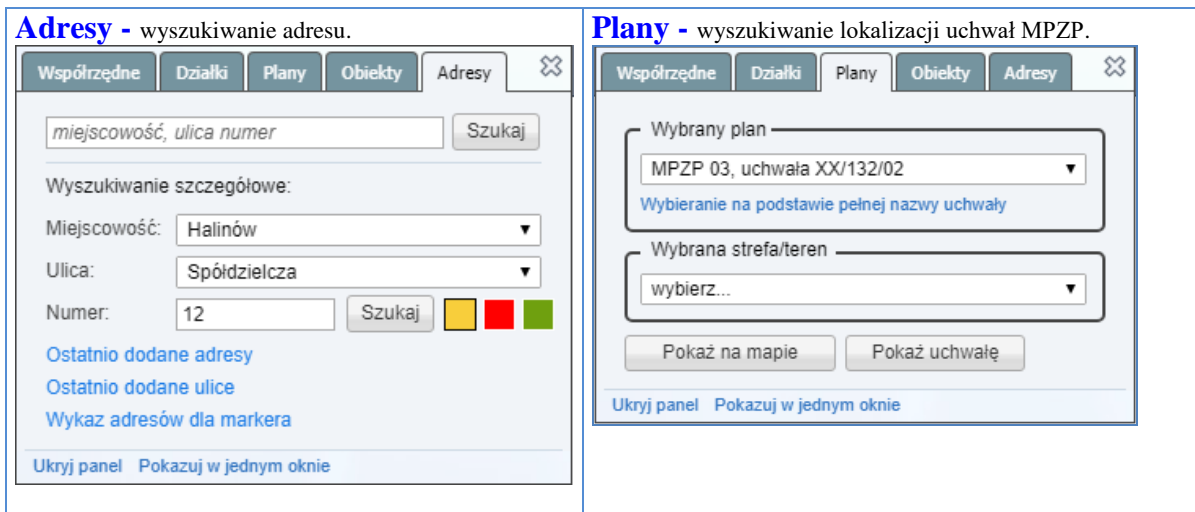 Adresy - wyszukiwanie adresu.
Współrzędne Działki Plany Obiekty Adresy
miejscowość, ulica numer Szukaj
Wyszukiwanie szczegółowe:
Miejscowość: Halinów
Ulica: Spółdzielcza
Numer: 12 Szukaj
Ostatnio dodane adresy
Ostatnio dodane ulice
Wykaz adresów dla markera
Ukryj panel Pokazuj w jednym oknie
Plany - wyszukiwanie lokalizacji uchwał MPZP.
Współrzędne Działki Plany Obiekty Adresy
Wybrany plan
MPZP 03, uchwała XX/132/02
Wybieranie na podstawie pełnej nazwy uchwały
Wybrana strefa/teren
wybierz...
Pokaż na mapie Pokaż uchwałę
Ukryj panel Pokazuj w jednym oknie